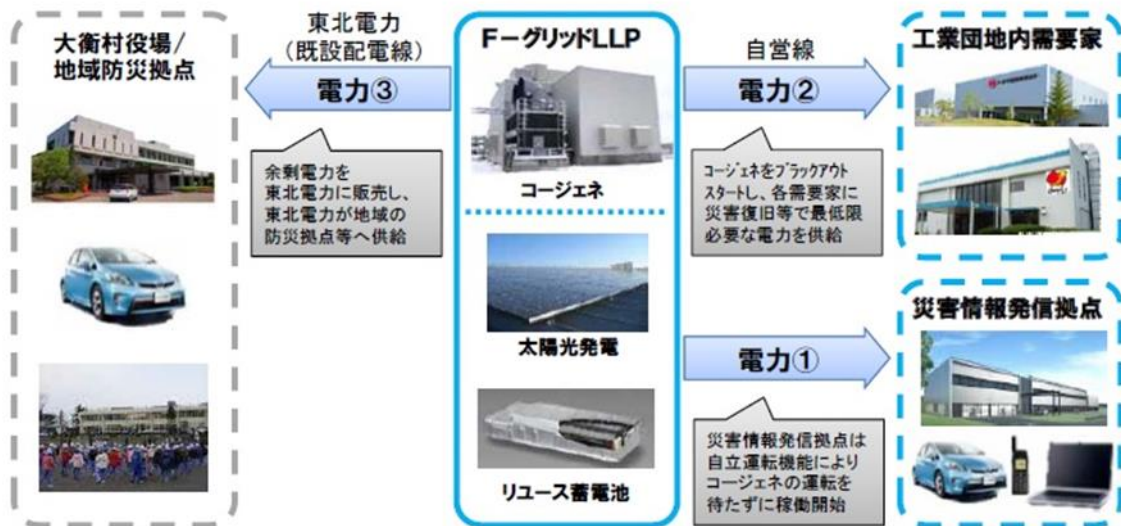 大衡村役場/
地域防災拠点
東北電力
(既設配電線)
電力③
余剰電力を
東北電力に販売し、
東北電力が地域の
防災拠点等へ供給
F-グリッドLLP
コージェネ
太陽光発電
リユース蓄電池
自営線
電力②
コージェネをブラックアウト
スタートし、各需要家に
災害復旧等で最低限
必要な電力を供給
工業団地内需要家
電力①
災害情報発信拠点は
自立運転機能により
コージェネの運転を
待たずに稼働開始
災害情報発信拠点